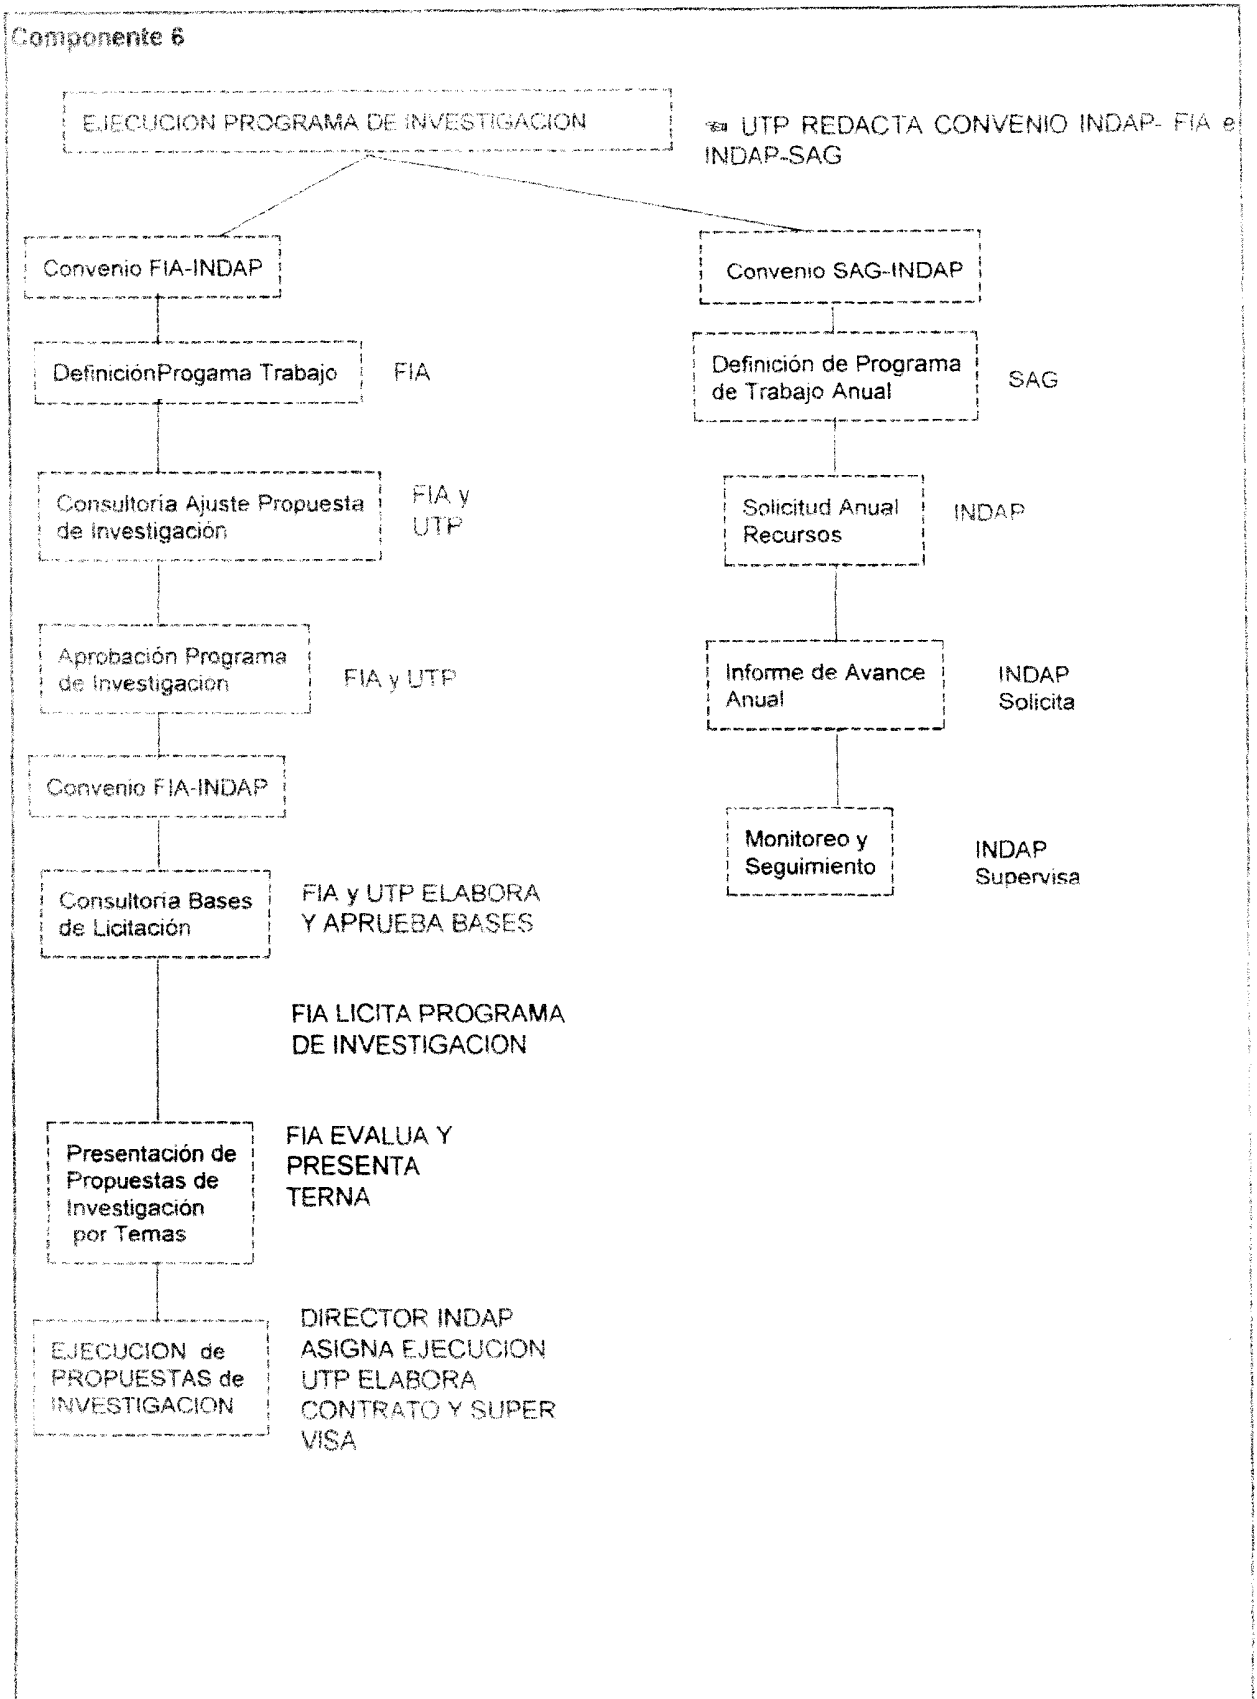 Componente 6
EJECUCION PROGRAMA DE INVESTIGACION
☜ UTP REDACTA CONVENIO INDAP- FIA e
INDAP-SAG
Convenio FIA-INDAP
DefiniciónProgama Trabajo
FIA
Consultoría Ajuste Propuesta
de Investigación
FIA y
UTP
Aprobación Programa
de Investigacion
FIA y UTP
Convenio FIA-INDAP
Consultoria Bases
de Licitación
FIA y UTP ELABORA
Y APRUEBA BASES
FIA LICITA PROGRAMA
DE INVESTIGACION
Presentación de
Propuestas de
Investigación
por Temas
FIA EVALUA Y
PRESENTA
TERNA
EJECUCION de
PROPUESTAS de
INVESTIGACION
DIRECTOR INDAP
ASIGNA EJECUCION
UTP ELABORA
CONTRATO Y SUPER
VISA
Convenio SAG-INDAP
Definición de Programa
de Trabajo Anual
SAG
Solicitud Anual
Recursos
INDAP
Informe de Avance
Anual
INDAP
Solicita
Monitoreo y
Seguimiento
INDAP
Supervisa